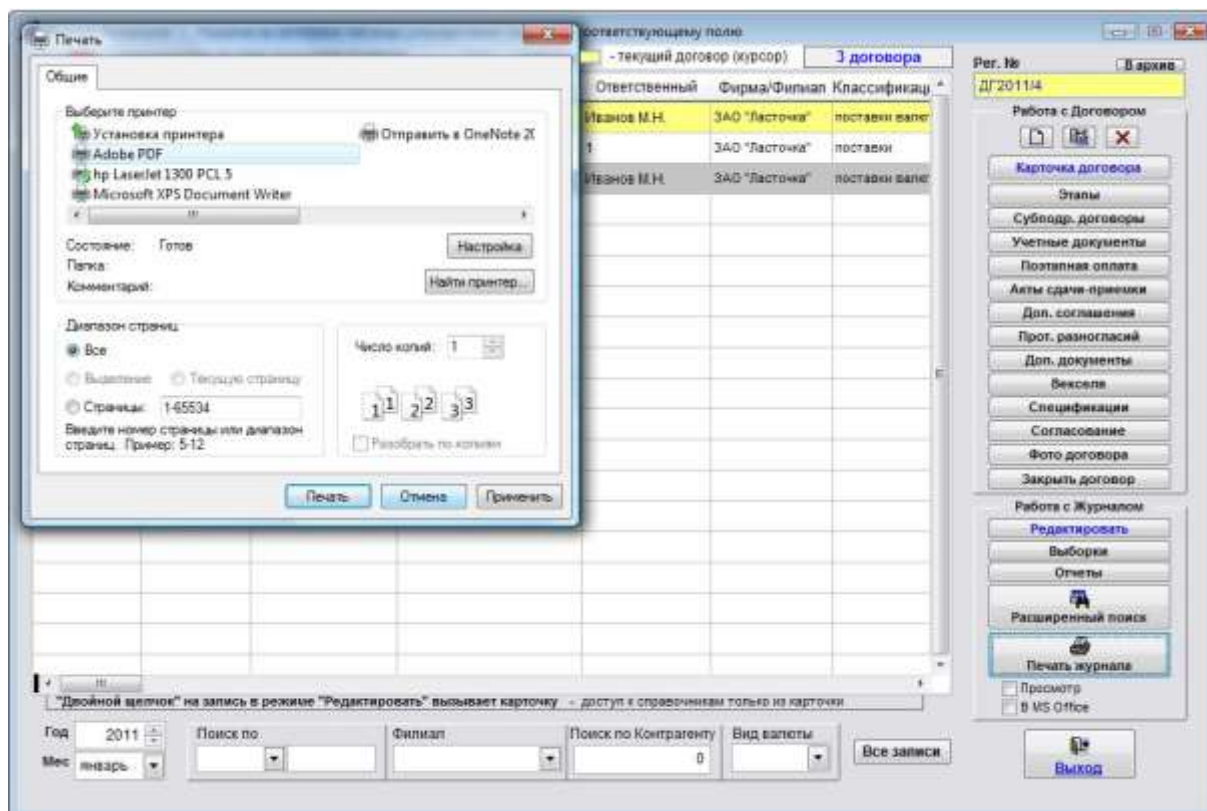 Печать
Общие
Выберите принтер
Установка принтера
Adobe PDF
hp LaserJet 1300 PCL 5
Microsoft XPS Document Writer
Отправить в OneNote 20
Состояние: Готов
Папка:
Комментарий:
Настройка
Найти принтер...
Диапазон страниц
Все
Выделение Текущую страницу
Страницы: 1-65534
Введите номер страницы или диапазон
страниц. Пример: 5-12
Число копий: 1
1 1 2 2 3 3
Разобрать по копиям
Печать Отмена Применить
соответствующему полю
- текущий договор (курсор) 3 договора
Ответственный Фирма/Филиал Классификаци
Иванов М.Н. ЗАО "Ласточка" поставки валют
1 ЗАО "Ласточка" поставки
Иванов М.Н. ЗАО "Ласточка" поставки валют
Рег. № В архив
ДГ2011/4
Работа с Договором
Карточка договора
Этапы
Субподр. договоры
Учетные документы
Поэтапная оплата
Акты сдачи-приемки
Доп. соглашения
Прот. разногласий
Доп. документы
Векселя
Спецификации
Согласование
Фото договора
Закрыть договор
Работа с Журналом
Редактировать
Выборки
Отчеты
Расширенный поиск
Печать журнала
Просмотр
В MS Office
Выход
"Двойной щелчок" на запись в режиме "Редактировать" вызывает карточку - доступ к справочникам только из карточки
Год 2011
Мес январь
Поиск по
Филиал
Поиск по Контрагенту
0
Вид валюты
Все записи